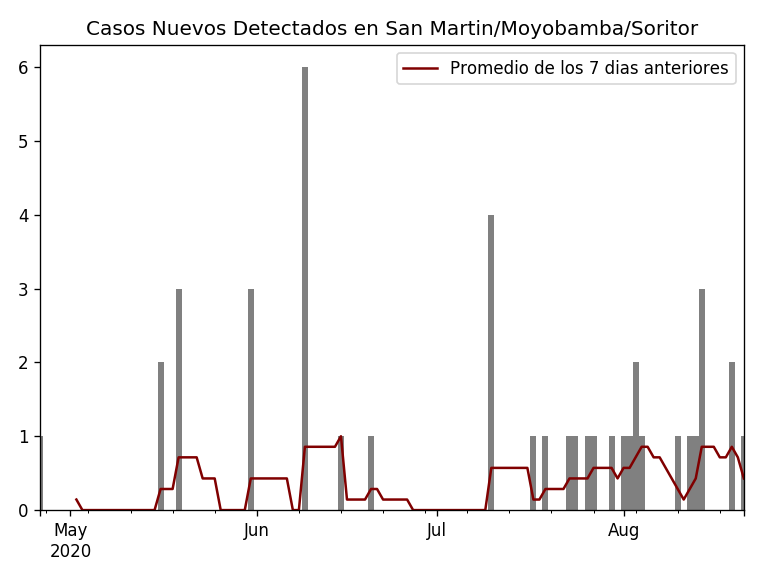 Casos Nuevos Detectados en San Martin/Moyobamba/Soritor
Promedio de los 7 dias anteriores
6
5
4
3
2
1
0
May Jun Jul Aug
2020